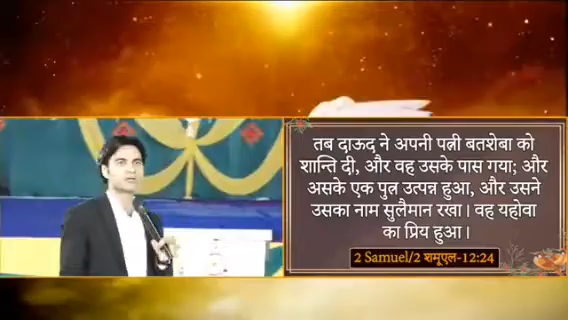 तब दाऊद ने अपनी पत्नी बतशेबा को
शान्ति दी, और वह उसके पास गया; और
असके एक पुत्र उत्पन्न हुआ, और उसने
उसका नाम सुलैमान रखा। वह यहोवा
का प्रिय हुआ।
2 Samuel/2 शमूएल-12:24